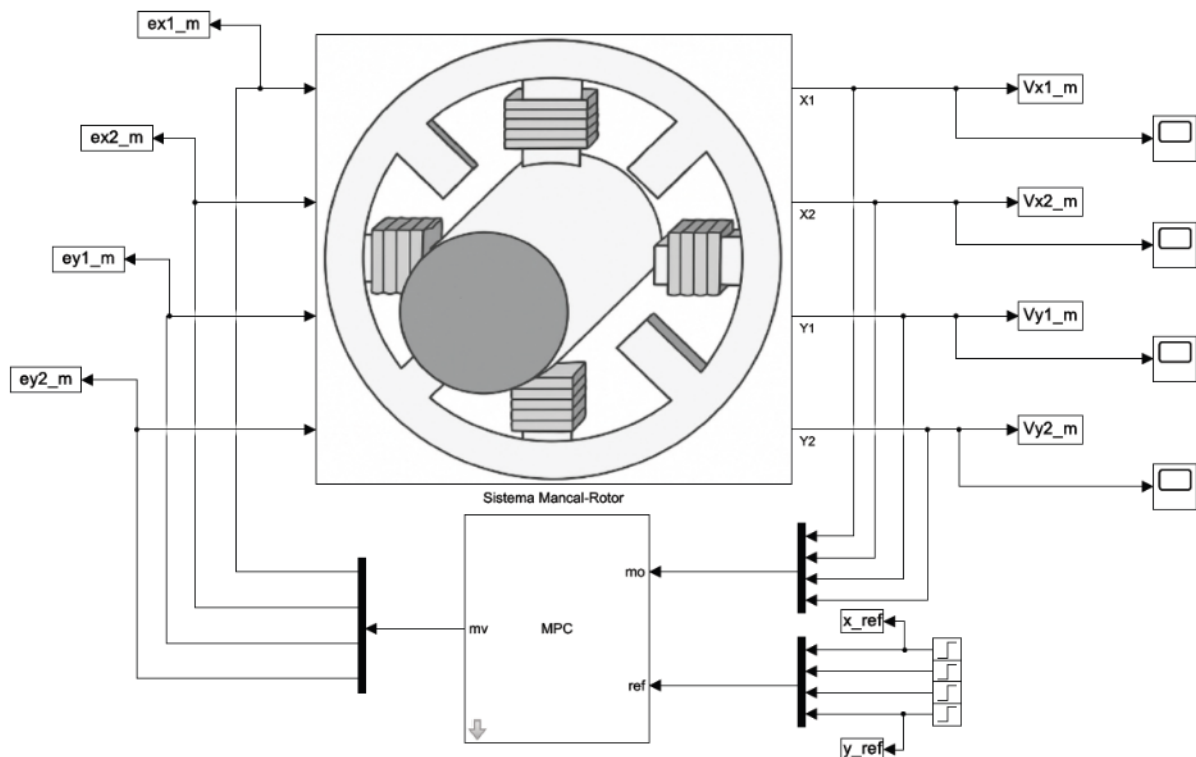 ex1_m
ex2_m
ey1_m
ey2_m
X1
X2
Y1
Y2
Vx1_m
Vx2_m
Vy1_m
Vy2_m
Sistema Mancal-Rotor
mo
mv
MPC
ref
x_ref
y_ref